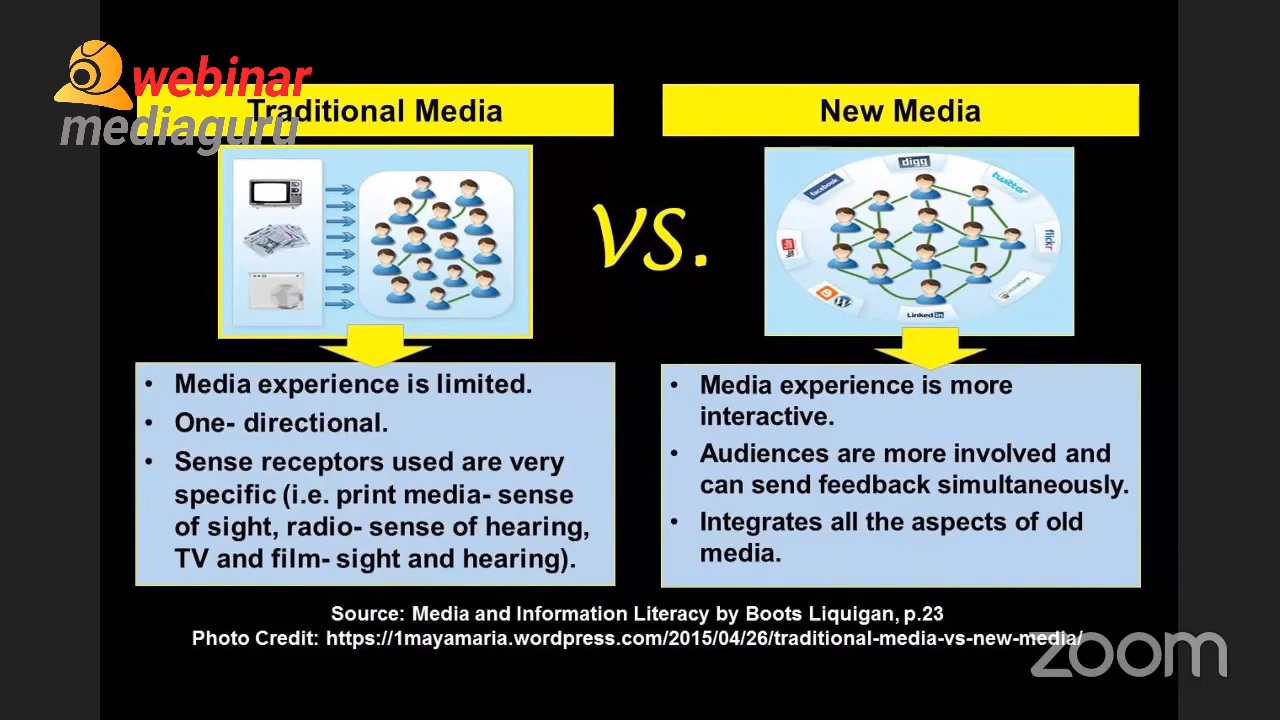 webinar
mediaguru
Traditional Media
New Media
VS.
digg
facebook
twitter
flickr
LinkedIn
• Media experience is limited.
• One- directional.
• Sense receptors used are very
specific (i.e. print media- sense
of sight, radio- sense of hearing,
TV and film- sight and hearing).
• Media experience is more
interactive.
• Audiences are more involved and
can send feedback simultaneously.
• Integrates all the aspects of old
media.
Source: Media and Information Literacy by Boots Liquigan, p.23
Photo Credit: https://1mayamaria.wordpress.com/2015/04/26/traditional-media-vs-new-media/
zoom